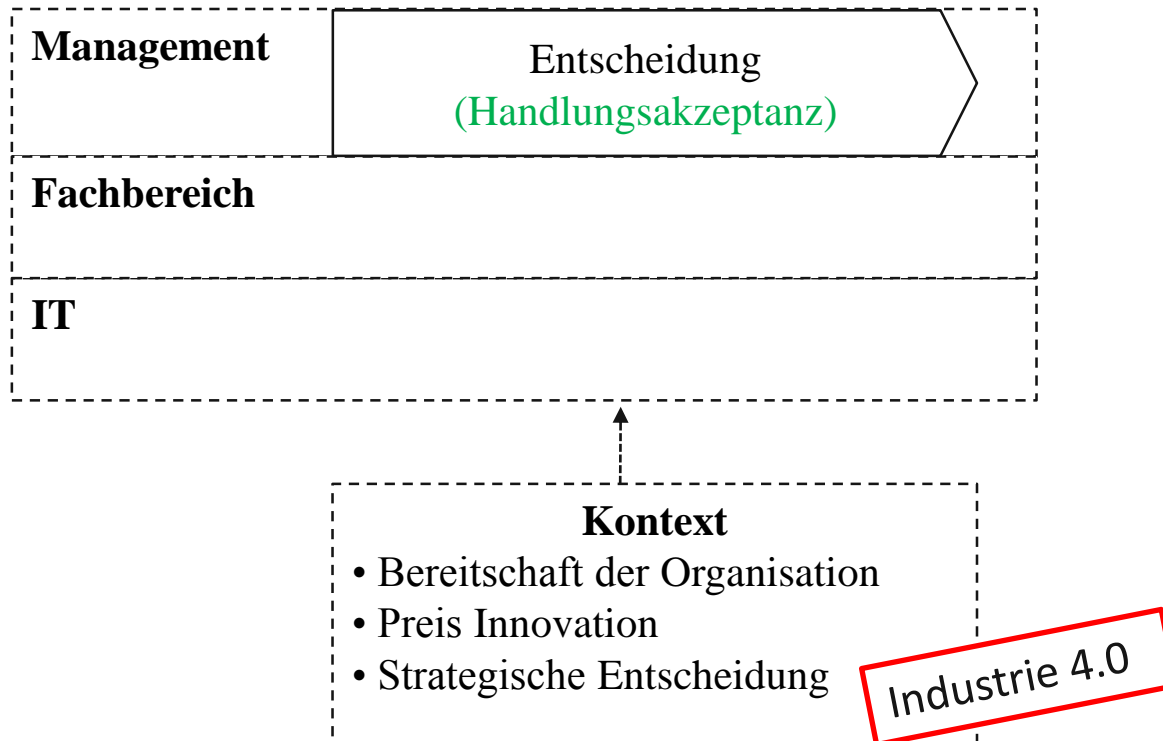 Management
Entscheidung
(Handlungsakzeptanz)
Fachbereich
IT
Kontext
• Bereitschaft der Organisation
• Preis Innovation
• Strategische Entscheidung
Industrie 4.0